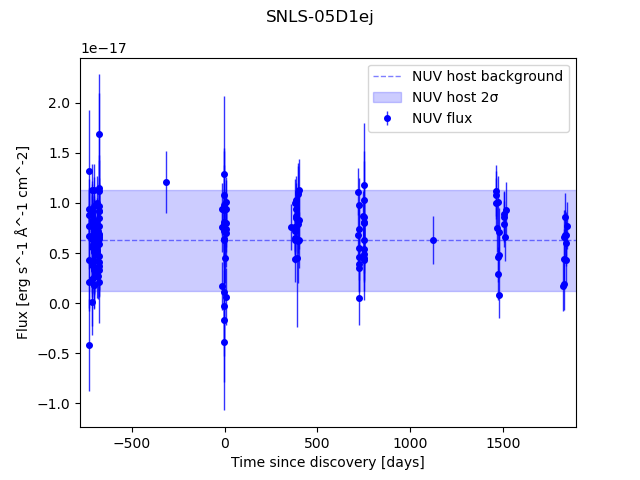 SNLS-05D1ej
1e−17
NUV host background
NUV host 2σ
NUV flux
2.0
1.5
1.0
0.5
0.0
−0.5
−1.0
Flux [erg s^-1 Å^-1 cm^-2]
−500
0
500
1000
1500
Time since discovery [days]